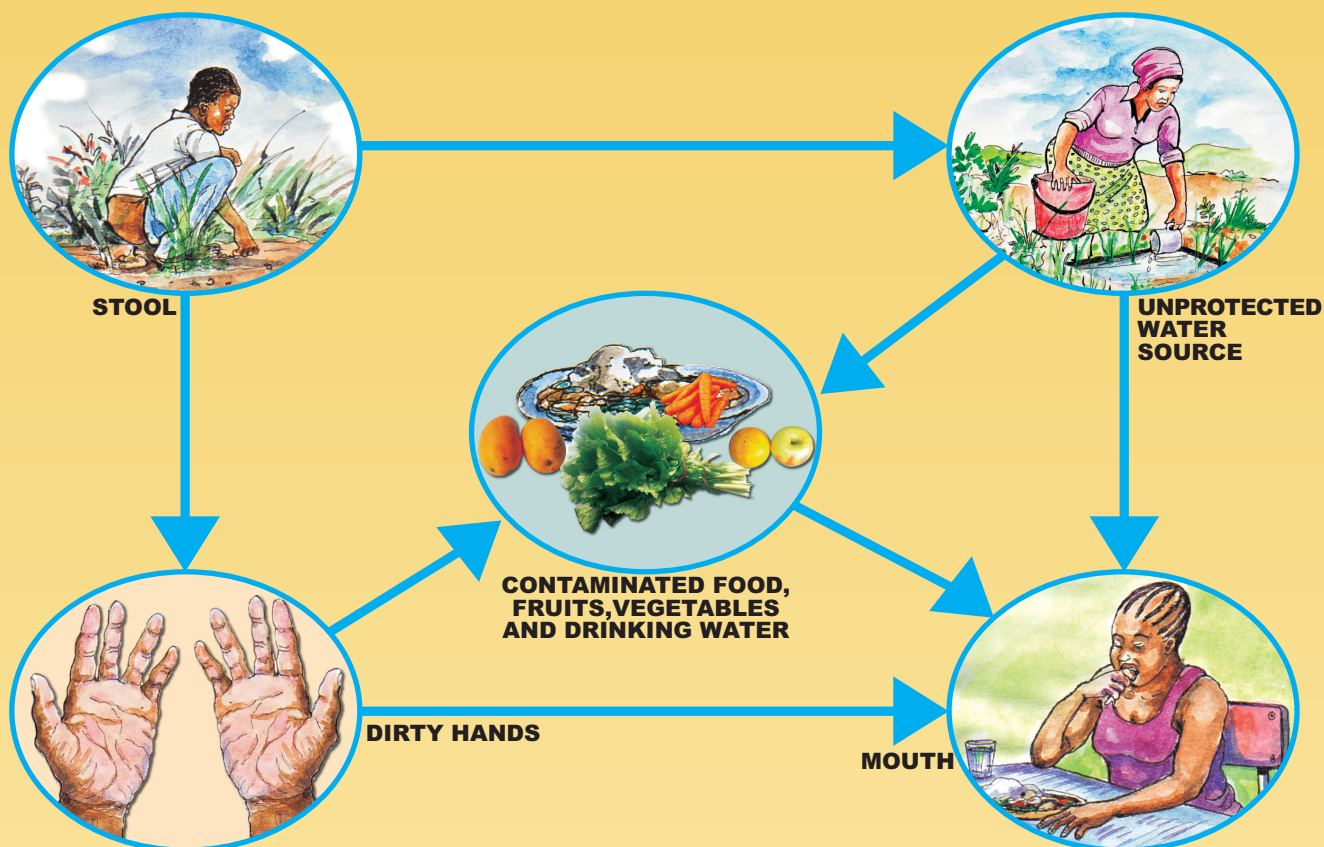 STOOL
UNPROTECTED
WATER
SOURCE
CONTAMINATED FOOD,
FRUITS,VEGETABLES
AND DRINKING WATER
DIRTY HANDS
MOUTH